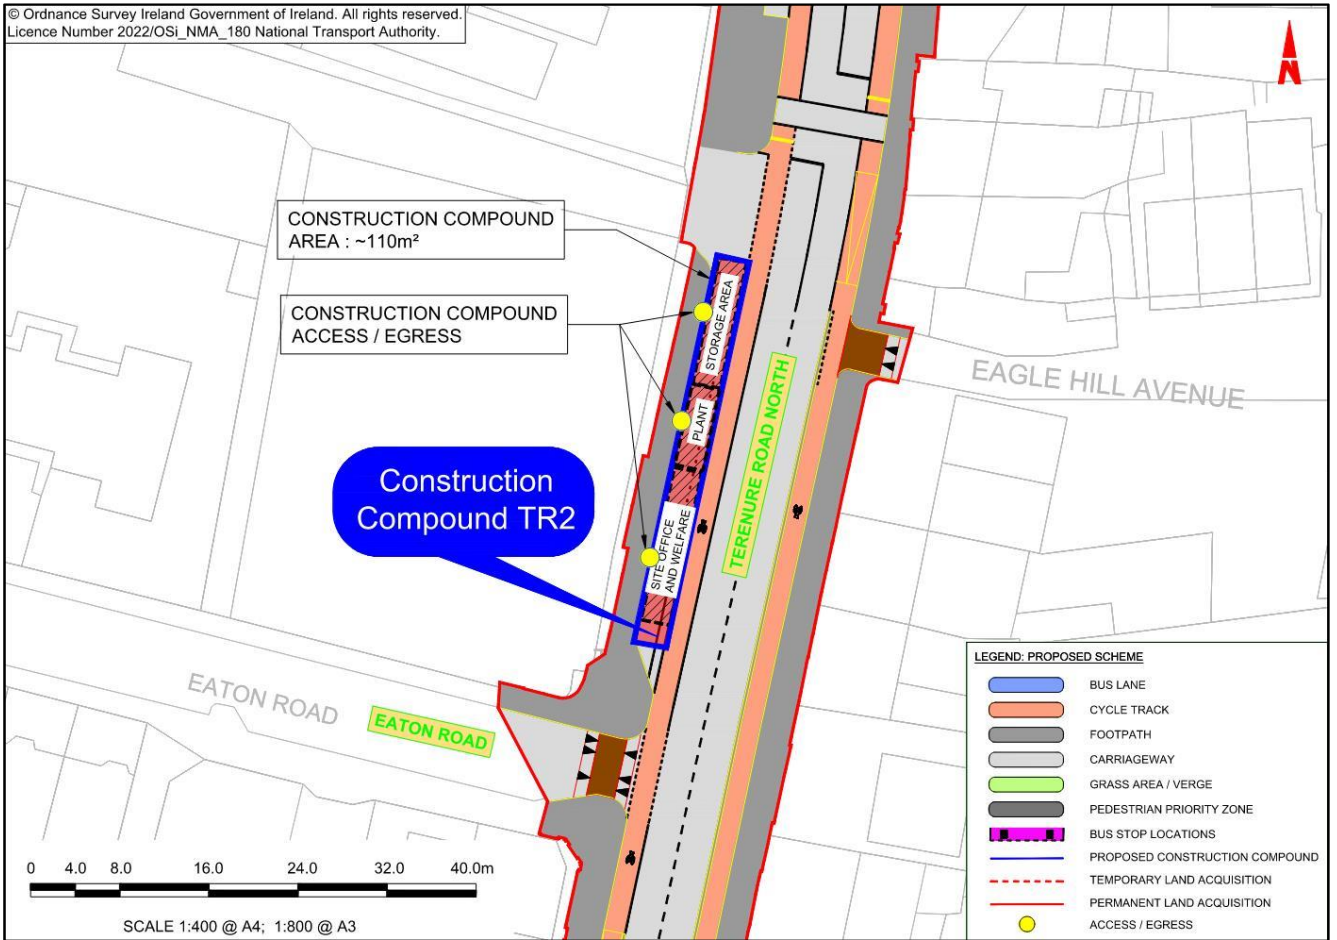 © Ordnance Survey Ireland Government of Ireland. All rights reserved.
Licence Number 2022/OSi_NMA_180 National Transport Authority.
N
CONSTRUCTION COMPOUND
AREA : ~110m²
CONSTRUCTION COMPOUND
ACCESS / EGRESS
STORAGE AREA
PLANT
SITE OFFICE
AND WELFARE
Construction
Compound TR2
TERENURE ROAD NORTH
EAGLE HILL AVENUE
EATON ROAD
EATON ROAD
LEGEND: PROPOSED SCHEME
BUS LANE
CYCLE TRACK
FOOTPATH
CARRIAGEWAY
GRASS AREA / VERGE
PEDESTRIAN PRIORITY ZONE
BUS STOP LOCATIONS
PROPOSED CONSTRUCTION COMPOUND
TEMPORARY LAND ACQUISITION
PERMANENT LAND ACQUISITION
ACCESS / EGRESS
0 4.0 8.0 16.0 24.0 32.0 40.0m
SCALE 1:400 @ A4; 1:800 @ A3